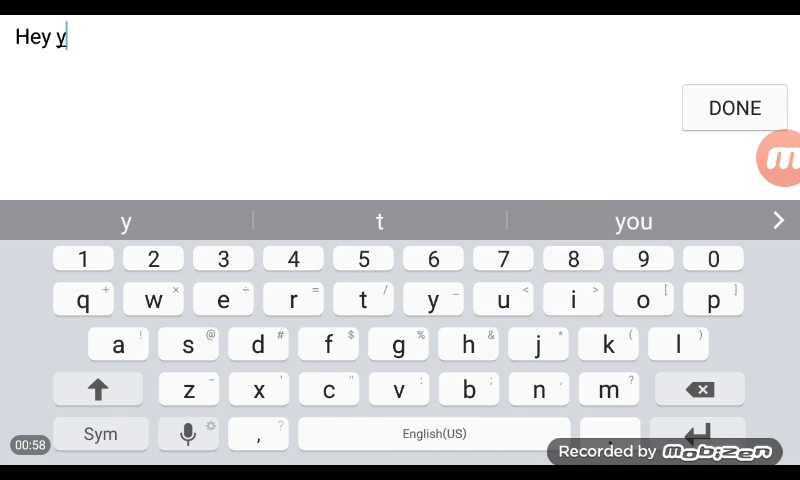 Hey y
DONE
m
y t you
1 2 3 4 5 6 7 8 9 0
q + w × e ÷ r = t / y _ u < i > o [ p ]
a ! s @ d # f $ g % h & j * k ( l )
z - x ' c " v : b ; n , m ?
Sym , ? English(US) .
00:58
Recorded by mobizen